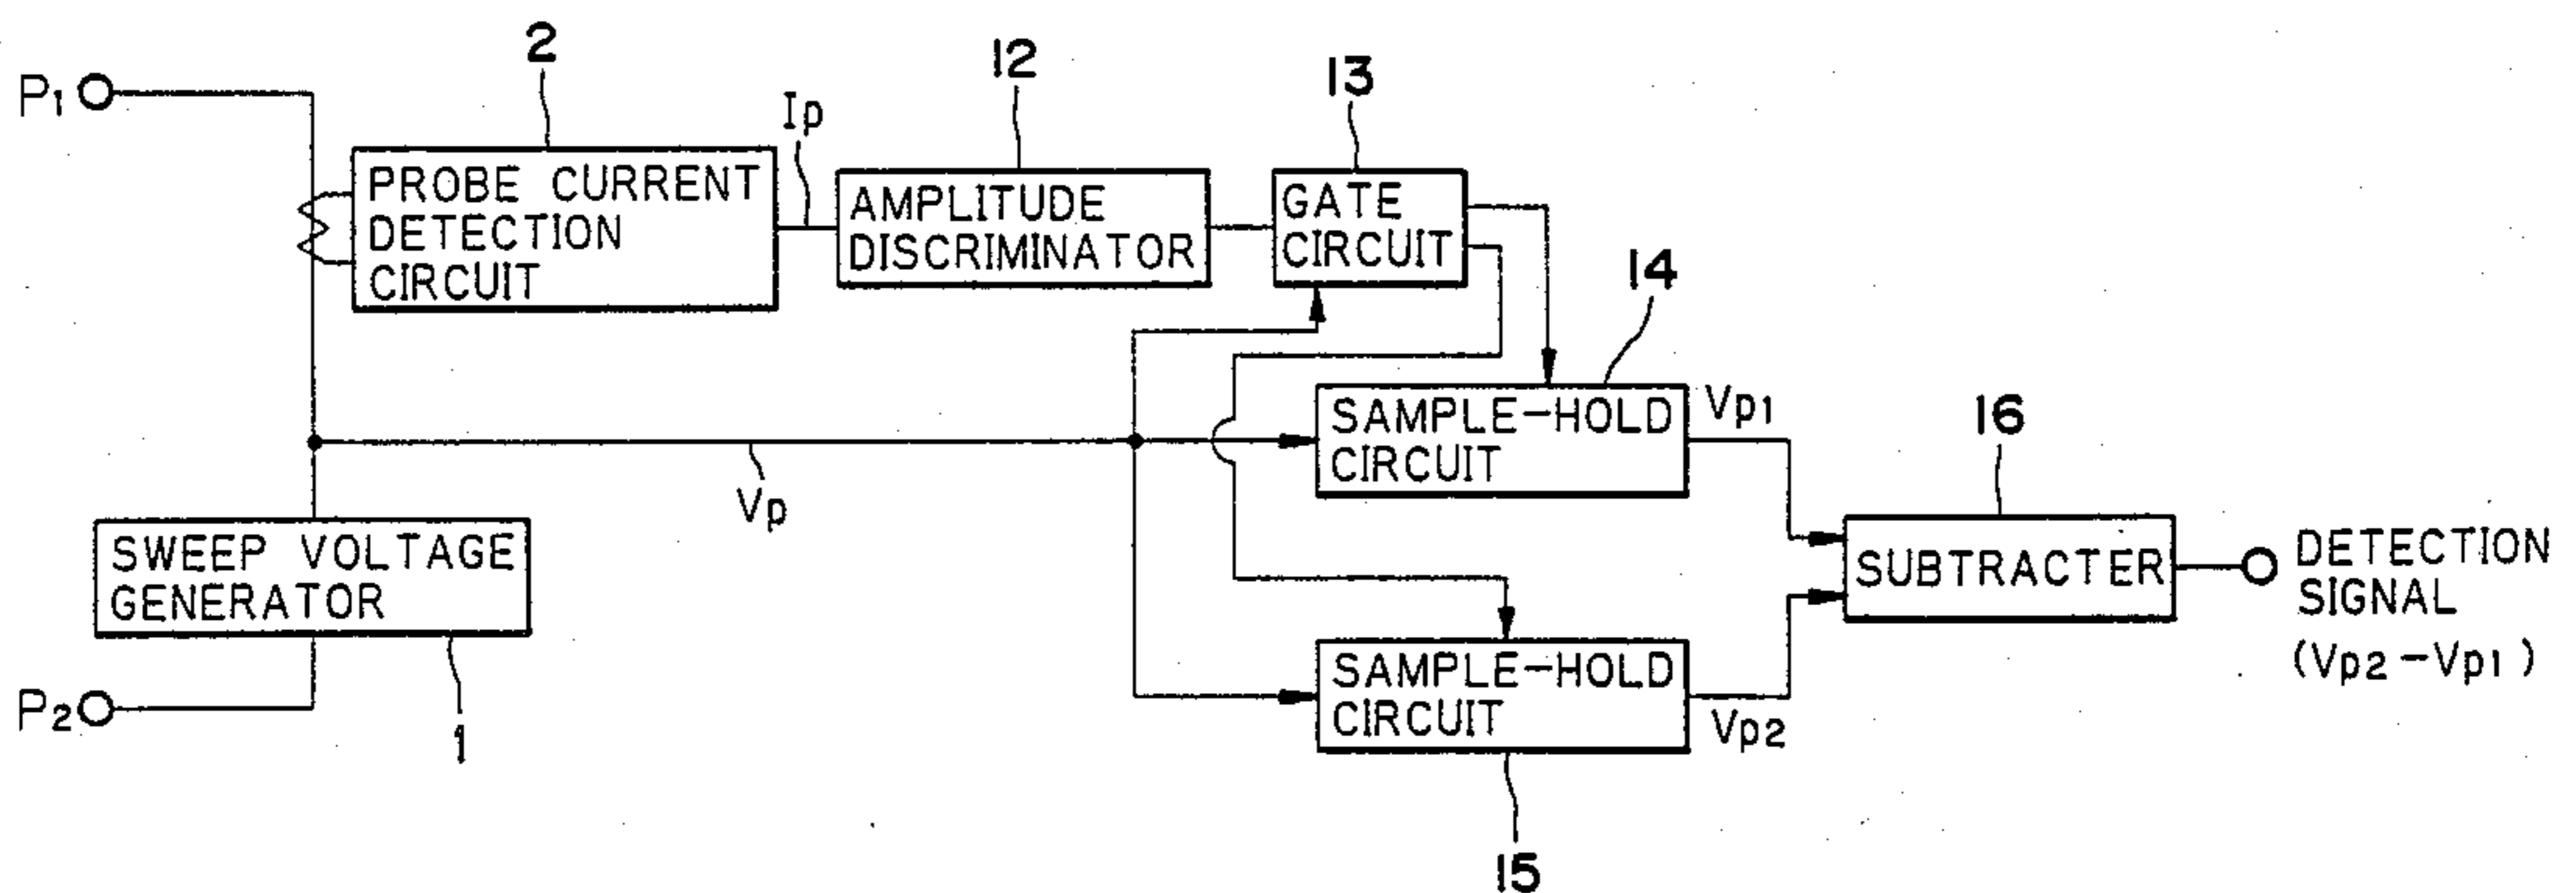 2
12
13
P1
Ip
PROBE CURRENT
DETECTION
CIRCUIT
AMPLITUDE
DISCRIMINATOR
GATE
CIRCUIT
14
SAMPLE-HOLD
CIRCUIT
Vp1
16
Vp
SWEEP VOLTAGE
GENERATOR
SUBTRACTER
DETECTION
SIGNAL
(Vp2-Vp1)
SAMPLE-HOLD
CIRCUIT
Vp2
P2
1
15